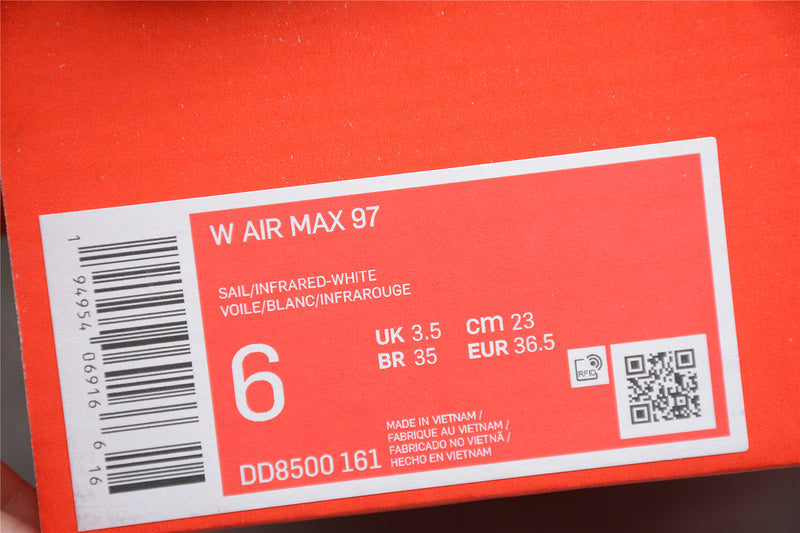 W AIR MAX 97
SAIL/INFRARED-WHITE
VOILE/BLANC/INFRAROUGE
6
UK 3.5 cm 23
BR 35 EUR 36.5
RFID
DD8500 161
MADE IN VIETNAM /
FABRIQUE AU VIETNAM /
FABRICADO NO VIETNÃ /
HECHO EN VIETNAM
1 94954 06916 6 16